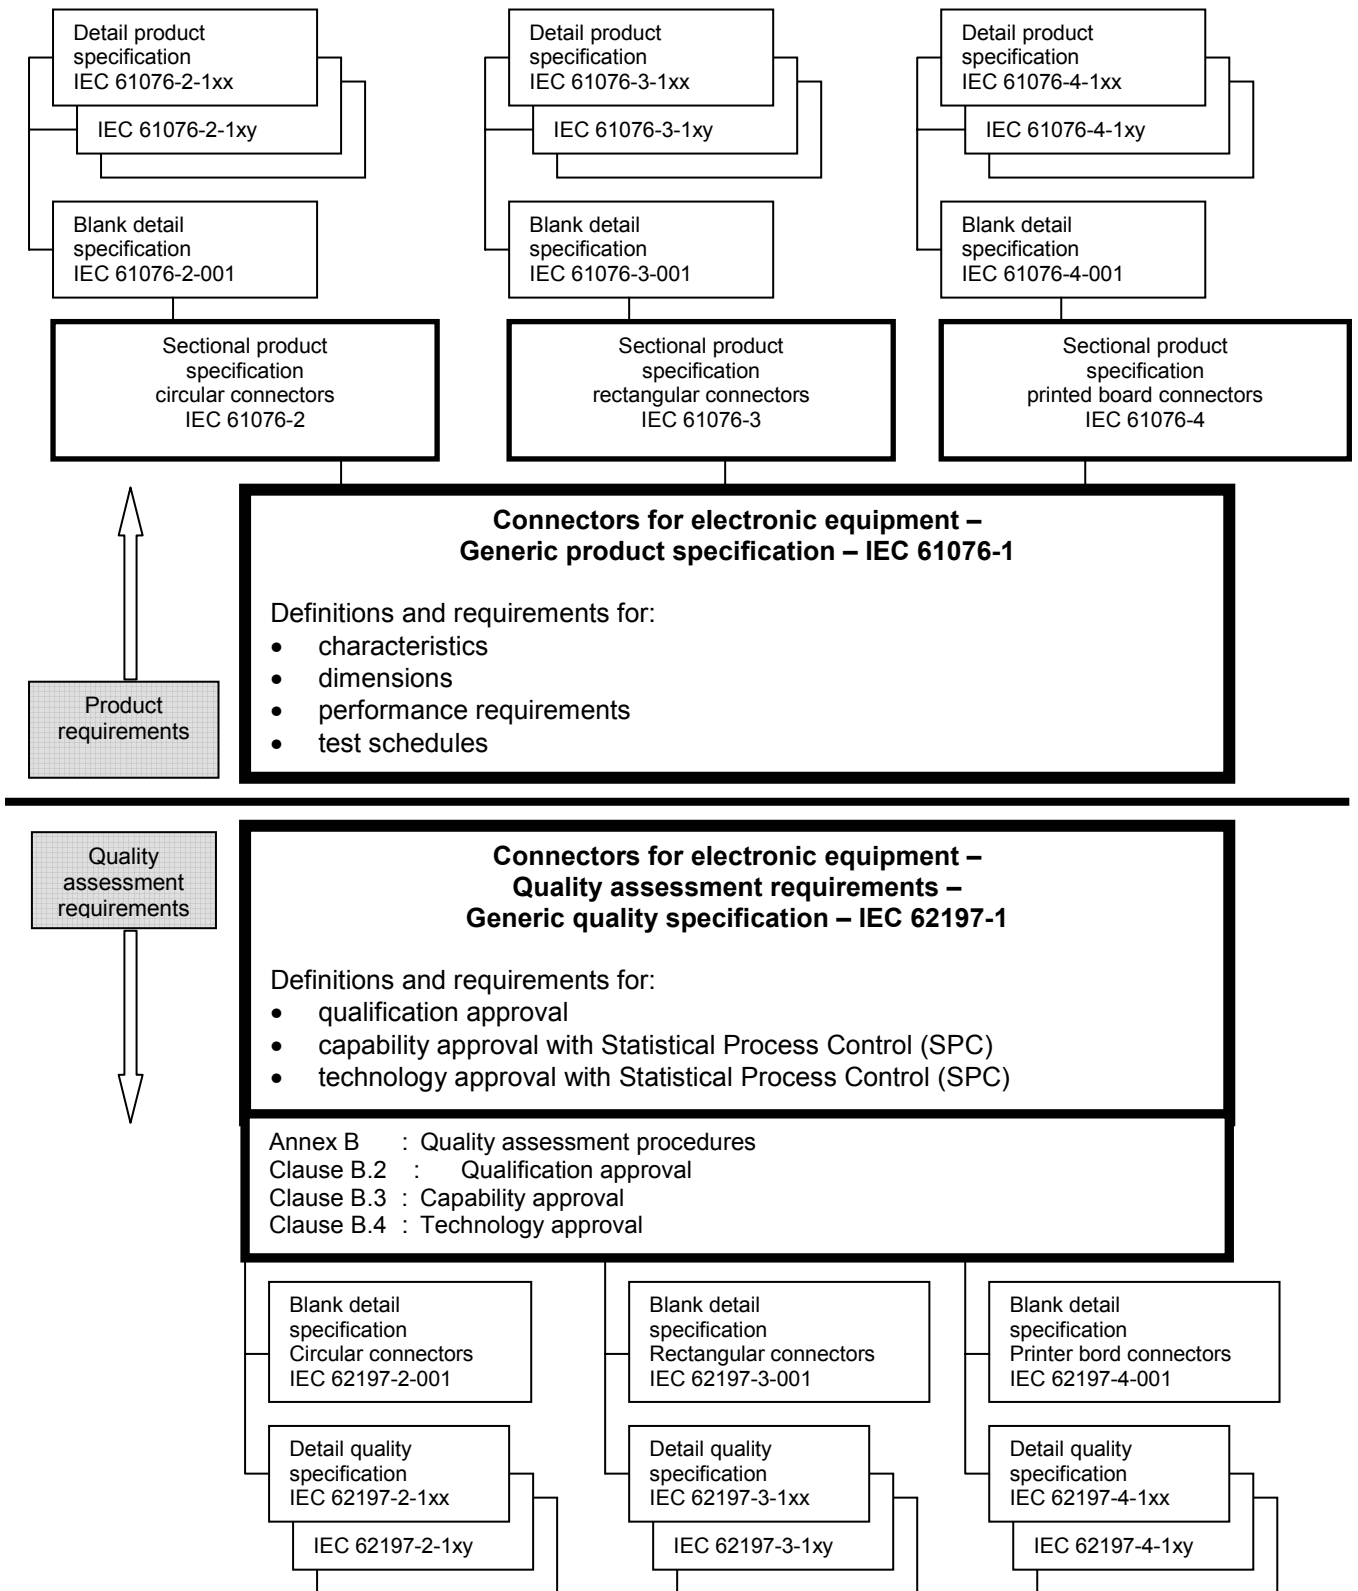 Detail product
specification
IEC 61076-2-1xx
IEC 61076-2-1xy
Blank detail
specification
IEC 61076-2-001
Detail product
specification
IEC 61076-3-1xx
IEC 61076-3-1xy
Blank detail
specification
IEC 61076-3-001
Detail product
specification
IEC 61076-4-1xx
IEC 61076-4-1xy
Blank detail
specification
IEC 61076-4-001
Sectional product
specification
circular connectors
IEC 61076-2
Sectional product
specification
rectangular connectors
IEC 61076-3
Sectional product
specification
printed board connectors
IEC 61076-4
Product
requirements
Connectors for electronic equipment –
Generic product specification – IEC 61076-1
Definitions and requirements for:
• characteristics
• dimensions
• performance requirements
• test schedules
Quality
assessment
requirements
Connectors for electronic equipment –
Quality assessment requirements –
Generic quality specification – IEC 62197-1
Definitions and requirements for:
• qualification approval
• capability approval with Statistical Process Control (SPC)
• technology approval with Statistical Process Control (SPC)
Annex B : Quality assessment procedures
Clause B.2 : Qualification approval
Clause B.3 : Capability approval
Clause B.4 : Technology approval
Blank detail
specification
Circular connectors
IEC 62197-2-001
Detail quality
specification
IEC 62197-2-1xx
IEC 62197-2-1xy
Blank detail
specification
Rectangular connectors
IEC 62197-3-001
Detail quality
specification
IEC 62197-3-1xx
IEC 62197-3-1xy
Blank detail
specification
Printer bord connectors
IEC 62197-4-001
Detail quality
specification
IEC 62197-4-1xx
IEC 62197-4-1xy